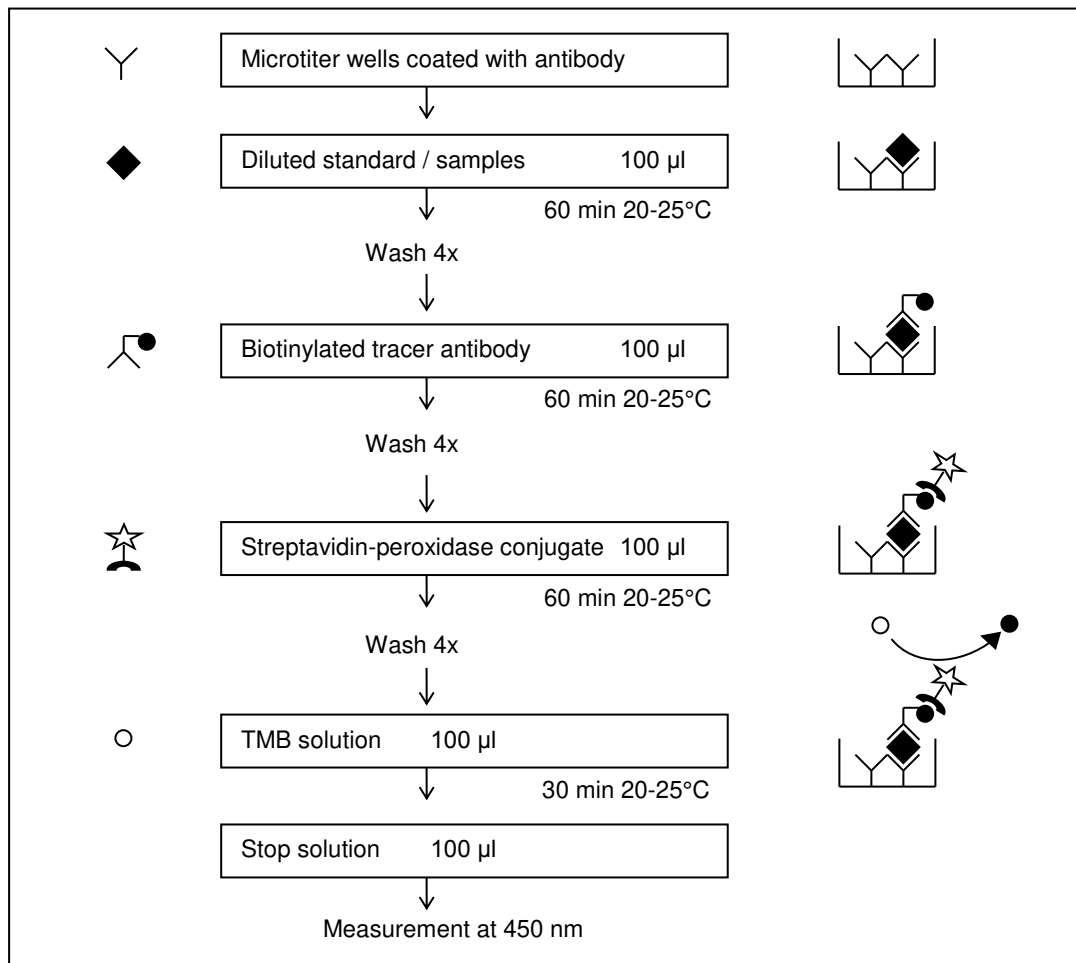 Microtiter wells coated with antibody
Diluted standard / samples 100 µl
60 min 20-25°C
Wash 4x
Biotinylated tracer antibody 100 µl
60 min 20-25°C
Wash 4x
Streptavidin-peroxidase conjugate 100 µl
60 min 20-25°C
Wash 4x
TMB solution 100 µl
30 min 20-25°C
Stop solution 100 µl
Measurement at 450 nm